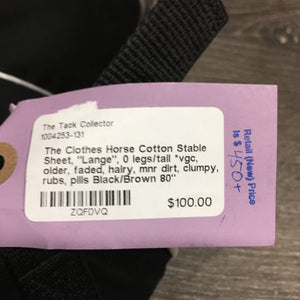 The Tack Collector
1004253-131
The Clothes Horse Cotton Stable
Sheet, "Lange", 0 legs/tail *vgc,
older, faded, hairy, mnr dirt, clumpy,
rubs, pills Black/Brown 80"
ZQFDVQ
$100.00
Retail (New) Price
is $450+